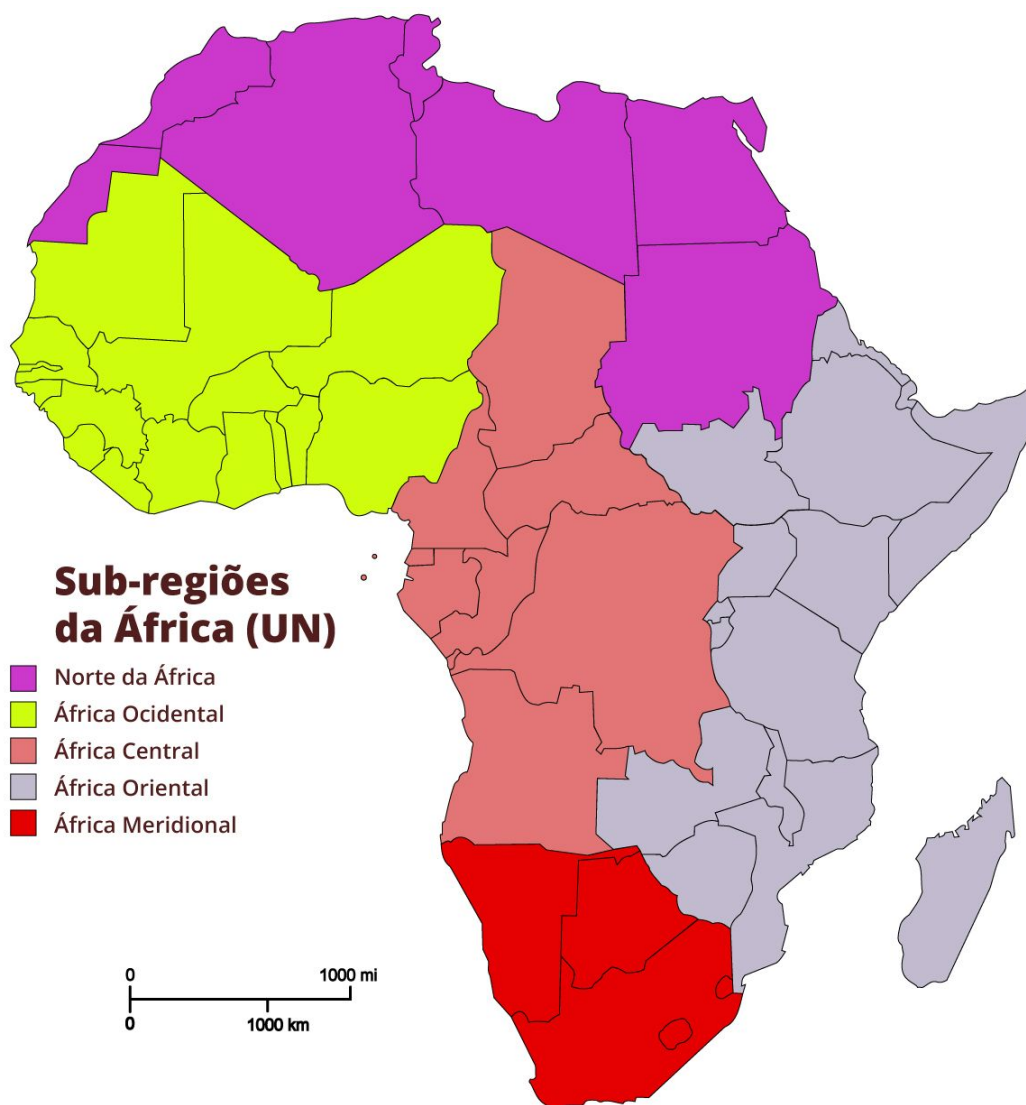 Sub-regiões
da África (UN)
Norte da África
África Ocidental
África Central
África Oriental
África Meridional
0 1000 mi
0 1000 km